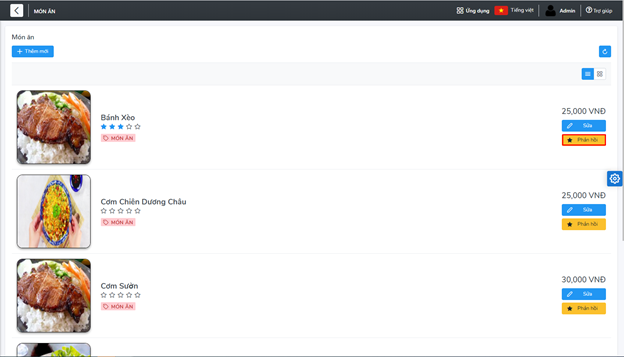 MÓN ĂN
Ứng dụng
Tiếng việt
Admin
Trợ giúp
Món ăn
Thêm mới
Bánh Xèo
MÓN ĂN
25,000 VNĐ
Sửa
Phản hồi
Cơm Chiên Dương Châu
MÓN ĂN
25,000 VNĐ
Sửa
Phản hồi
Cơm Sườn
MÓN ĂN
30,000 VNĐ
Sửa
Phản hồi